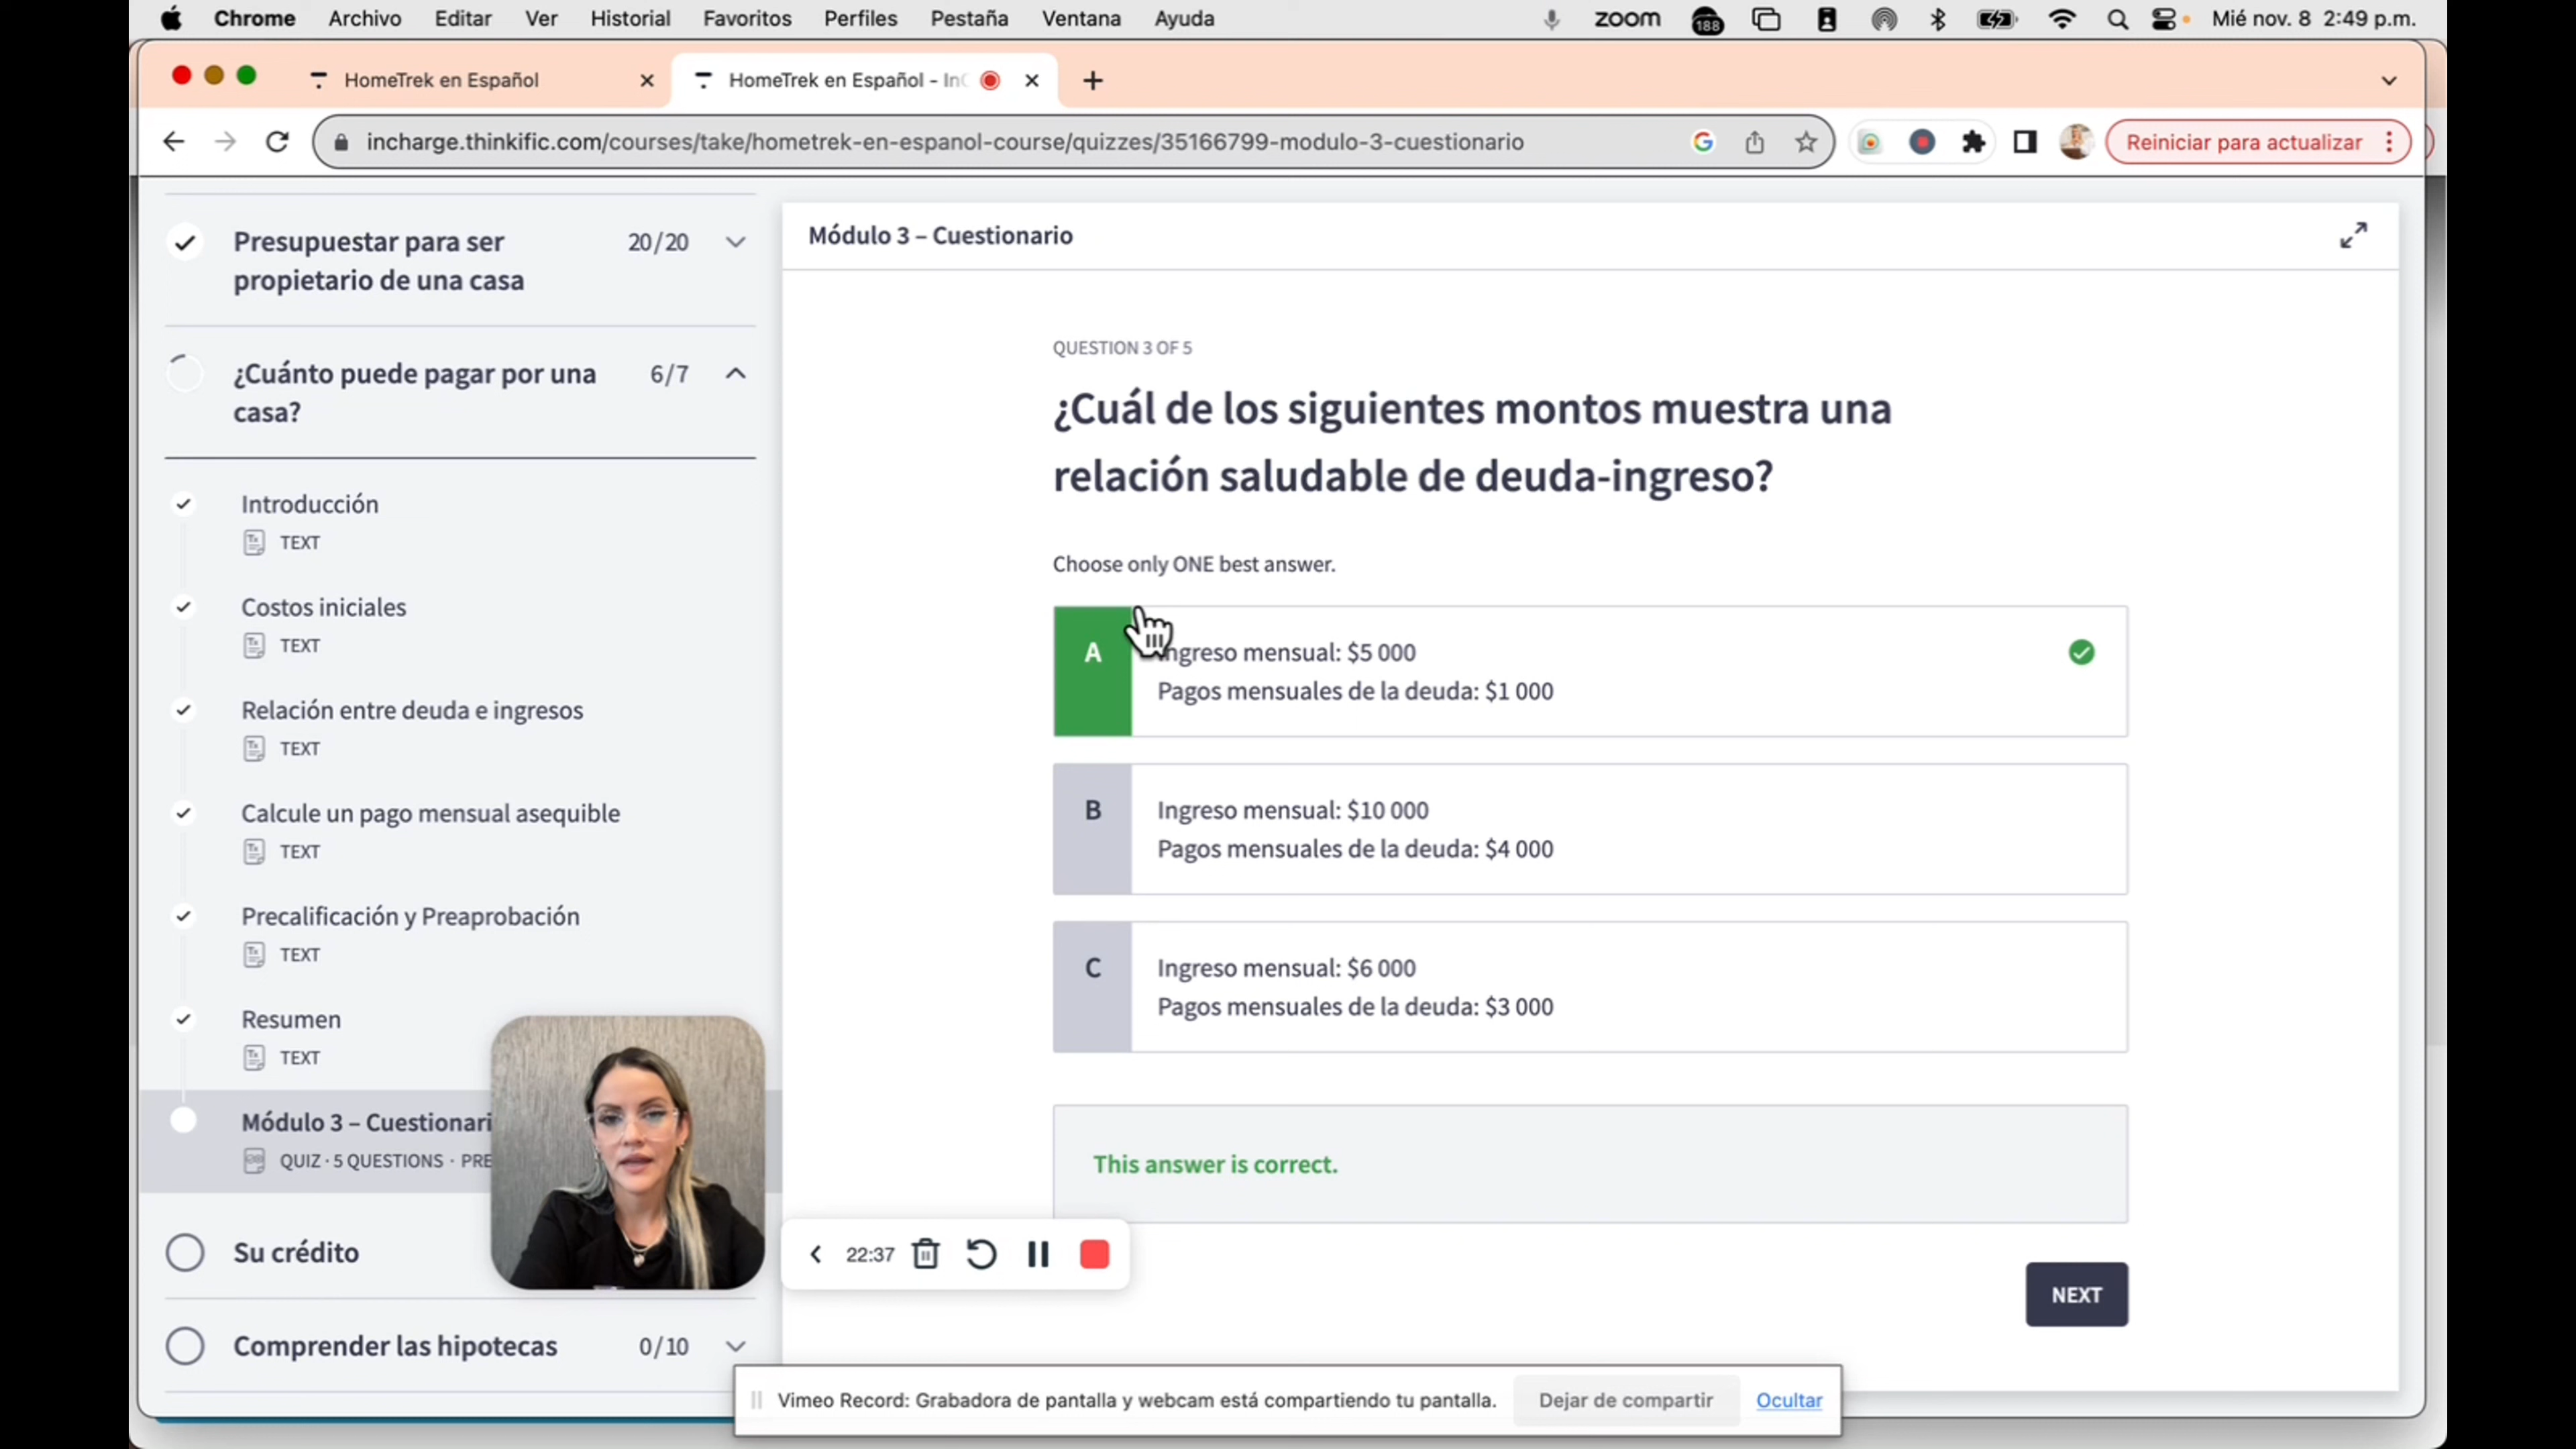 Chrome Archivo Editar Ver Historial Favoritos Perfiles Pestaña Ventana Ayuda
zoom 188 Mié nov. 8 2:49 p.m.
HomeTrek en Español
HomeTrek en Español - In
incharge.thinkific.com/courses/take/hometrek-en-espanol-course/quizzes/35166799-modulo-3-cuestionario
Reiniciar para actualizar
Presupuestar para ser 20/20
propietario de una casa
¿Cuánto puede pagar por una 6/7
casa?
Introducción
TEXT
Costos iniciales
TEXT
Relación entre deuda e ingresos
TEXT
Calcule un pago mensual asequible
TEXT
Precalificación y Preaprobación
TEXT
Resumen
TEXT
Módulo 3 – Cuestionari
QUIZ · 5 QUESTIONS · PRE
Su crédito
Comprender las hipotecas 0/10
Módulo 3 – Cuestionario
QUESTION 3 OF 5
¿Cuál de los siguientes montos muestra una
relación saludable de deuda-ingreso?
Choose only ONE best answer.
A
Ingreso mensual: $5 000
Pagos mensuales de la deuda: $1 000
B
Ingreso mensual: $10 000
Pagos mensuales de la deuda: $4 000
C
Ingreso mensual: $6 000
Pagos mensuales de la deuda: $3 000
This answer is correct.
22:37
NEXT
Vimeo Record: Grabadora de pantalla y webcam está compartiendo tu pantalla.
Dejar de compartir
Ocultar